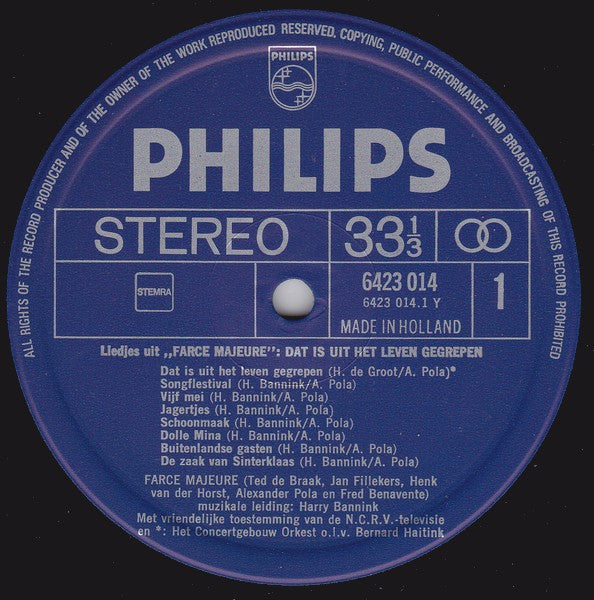 ALL RIGHTS OF THE RECORD PRODUCER AND OF THE OWNER OF THE WORK REPRODUCED RESERVED. COPYING, PUBLIC PERFORMANCE AND BROADCASTING OF THIS RECORD PROHIBITED
PHILIPS
PHILIPS
STEREO 33 1/3
STEMRA
6423 014
6423 014.1 Y
1
MADE IN HOLLAND
Liedjes uit „FARCE MAJEURE": DAT IS UIT HET LEVEN GEGREPEN
Dat is uit het leven gegrepen (H. de Groot/A. Pola)*
Songflestival (H. Bannink/A. Pola)
Vijf mei (H. Bannink/A. Pola)
Jagertjes (H. Bannink/A. Pola)
Schoonmaak (H. Bannink/A. Pola)
Dolle Mina (H. Bannink/A. Pola)
Buitenlandse gasten (H. Bannink/A. Pola)
De zaak van Sinterklaas (H. Bannink/A. Pola)
FARCE MAJEURE (Ted de Braak, Jan Fillekers, Henk
van der Horst, Alexander Pola en Fred Benavente)
muzikale leiding: Harry Bannink
Met vriendelijke toestemming van de N.C.R.V.-televisie
en *: Het Concertgebouw Orkest o.l.v. Bernard Haitink